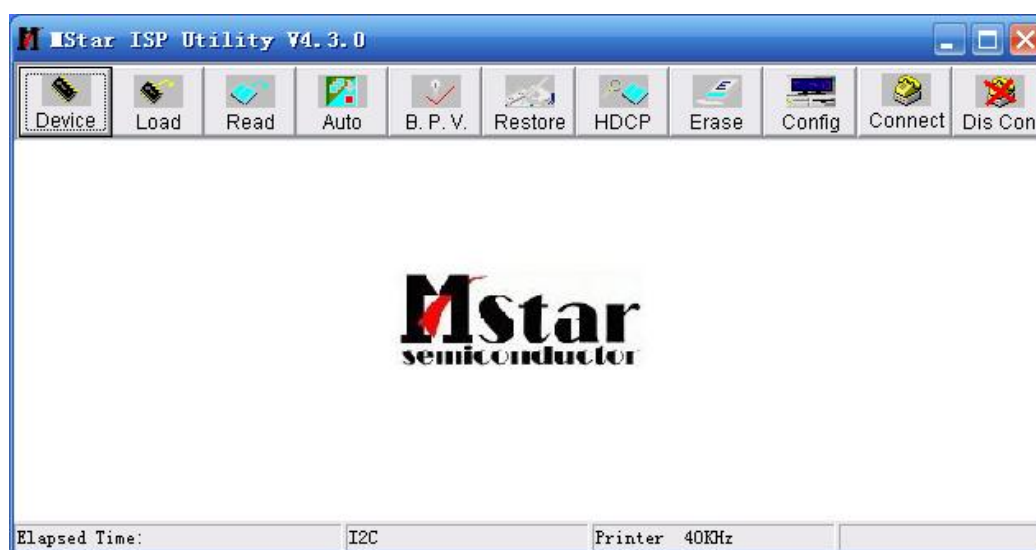 MStar ISP Utility V4.3.0
Device Load Read Auto B. P. V. Restore HDCP Erase Config Connect Dis Con
MStar
semiconductor
Elapsed Time: I2C Printer 40KHz